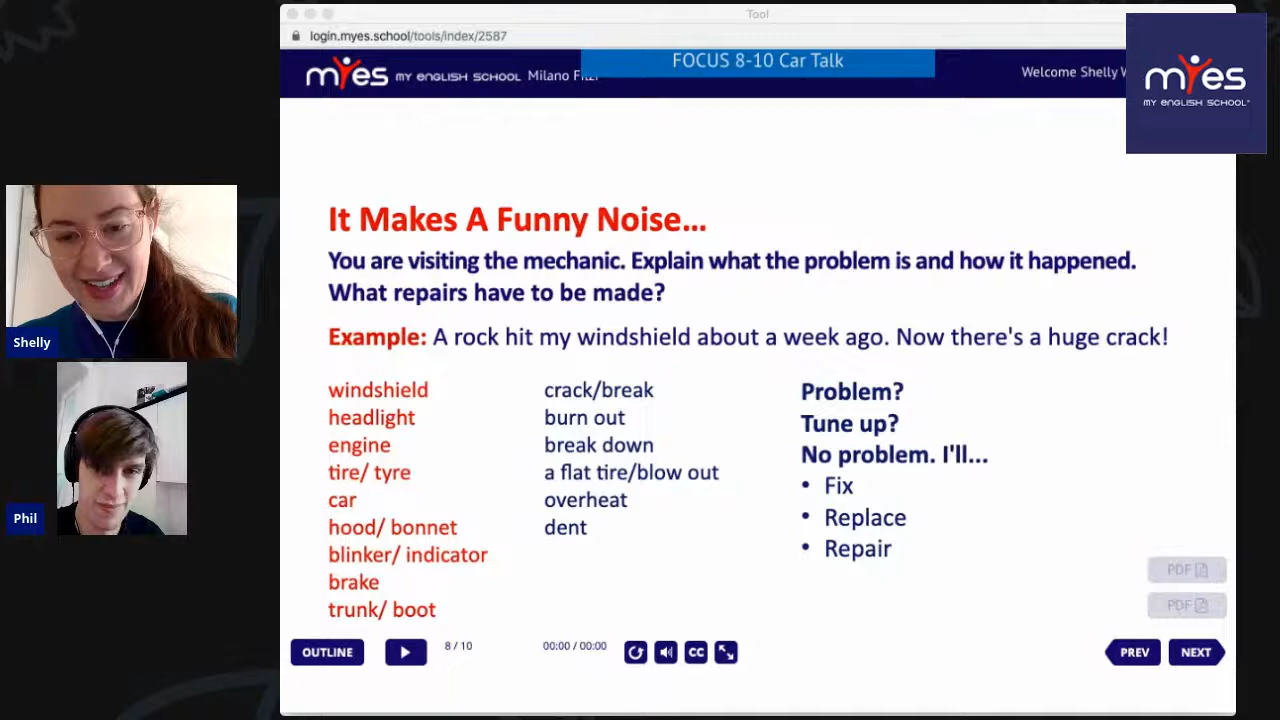 Tool
login.myes.school/tools/index/2587
FOCUS 8-10 Car Talk
myes MY ENGLISH SCHOOL Milano
Welcome Shelly
myes
MY ENGLISH SCHOOL
It Makes A Funny Noise...
You are visiting the mechanic. Explain what the problem is and how it happened.
What repairs have to be made?
Example: A rock hit my windshield about a week ago. Now there's a huge crack!
windshield
headlight
engine
tire/ tyre
car
hood/ bonnet
blinker/ indicator
brake
trunk/ boot
crack/break
burn out
break down
a flat tire/blow out
overheat
dent
Problem?
Tune up?
No problem. I'll...
• Fix
• Replace
• Repair
PDF
PDF
Shelly
Phil
OUTLINE
8 / 10
00:00 / 00:00
CC
PREV
NEXT